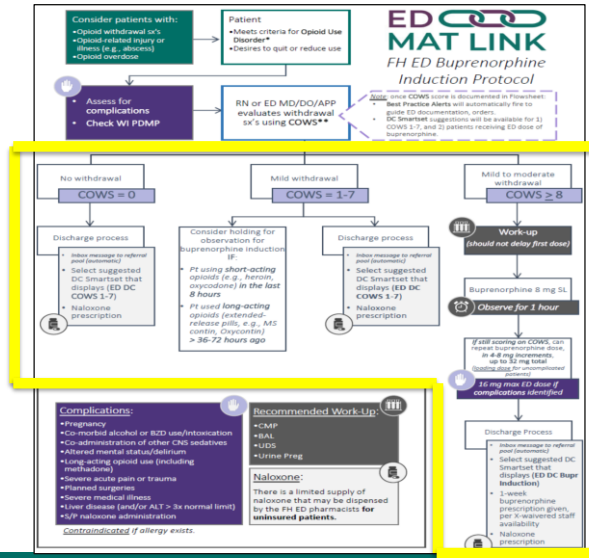 Consider patients with:
•Opioid withdrawal sx's
•Opioid-related injury or
illness (e.g., abscess)
•Opioid overdose
Patient
•Meets criteria for Opioid Use
Disorder*
•Desires to quit or reduce use
ED
MAT LINK
FH ED Buprenorphine
Induction Protocol
• Assess for
complications
• Check WI PDMP
RN or ED MD/DO/APP
evaluates withdrawal
sx's using COWS**
Note: once COWS score is documented in Flowsheet:
• Best Practice Alerts will automatically fire to
guide ED documentation, orders.
• DC Smartset suggestions will be available for 1)
COWS 1-7, and 2) patients receiving ED dose of
buprenorphine.
No withdrawal
COWS = 0
Mild withdrawal
COWS = 1-7
Mild to moderate
withdrawal
COWS ≥ 8
Discharge process
• Inbox message to referral
pool (automatic)
• Select suggested
DC Smartset that
displays (ED DC
COWS 1-7)
• Naloxone
prescription
Consider holding for
observation for
buprenorphine induction
IF:
• Pt using short-acting
opioids (e.g., heroin,
oxycodone) in the last
8 hours
• Pt used long-acting
opioids (extended-
release pills, e.g., MS
contin, Oxycontin)
> 36-72 hours ago
Discharge process
• Inbox message to referral
pool (automatic)
• Select suggested
DC Smartset that
displays (ED DC
COWS 1-7)
• Naloxone
prescription
Work-up
(should not delay first dose)
Buprenorphine 8 mg SL
Observe for 1 hour
If still scoring on COWS, can
repeat buprenorphine dose,
in 4-8 mg increments,
up to 32 mg total
(loading dose for uncomplicated
patients)
16 mg max ED dose if
complications identified
Discharge Process
• Inbox message to referral
pool (automatic)
• Select suggested DC
Smartset that
displays (ED DC Bupr
Induction)
• 1-week
buprenorphine
prescription given,
per X-waivered staff
availability
• Naloxone
prescription
Complications:
•Pregnancy
•Co-morbid alcohol or BZD use/intoxication
•Co-administration of other CNS sedatives
•Altered mental status/delirium
•Long-acting opioid use (including
methadone)
•Severe acute pain or trauma
•Planned surgeries
•Severe medical illness
•Liver disease (and/or ALT > 3x normal limit)
•S/P naloxone administration
Contraindicated if allergy exists.
Recommended Work-Up:
•CMP
•BAL
•UDS
•Urine Preg
Naloxone:
There is a limited supply of
naloxone that may be dispensed
by the FH ED pharmacists for
uninsured patients.